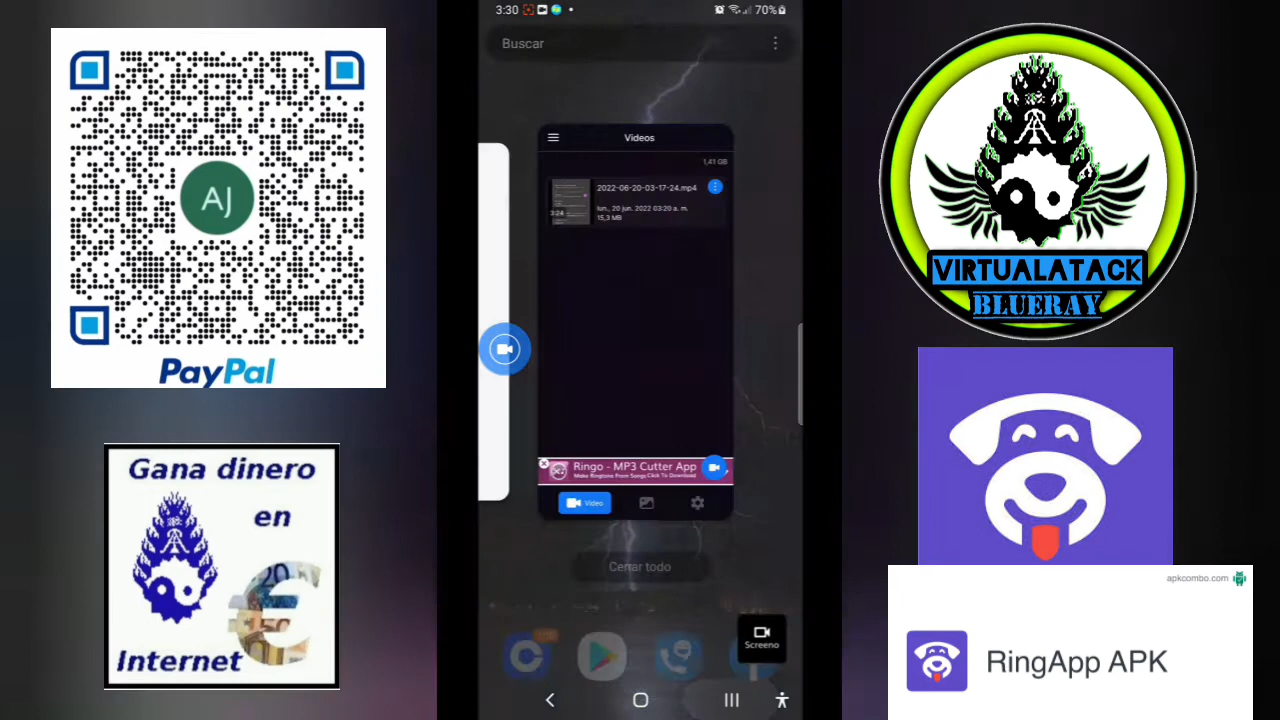 AJ
PayPal
Gana dinero
en
Internet
3:30
70%
Buscar
Videos
1,41 GB
2022-06-20-03-17-24.mp4
lun., 20 jun. 2022 03:20 a. m.
15,3 MB
3:24
Ringo - MP3 Cutter App
Make Ringtone From Songs Click To Download
Video
Cerrar todo
Screeno
VIRTUALATACK
BLUERAY
apkcombo.com
RingApp APK